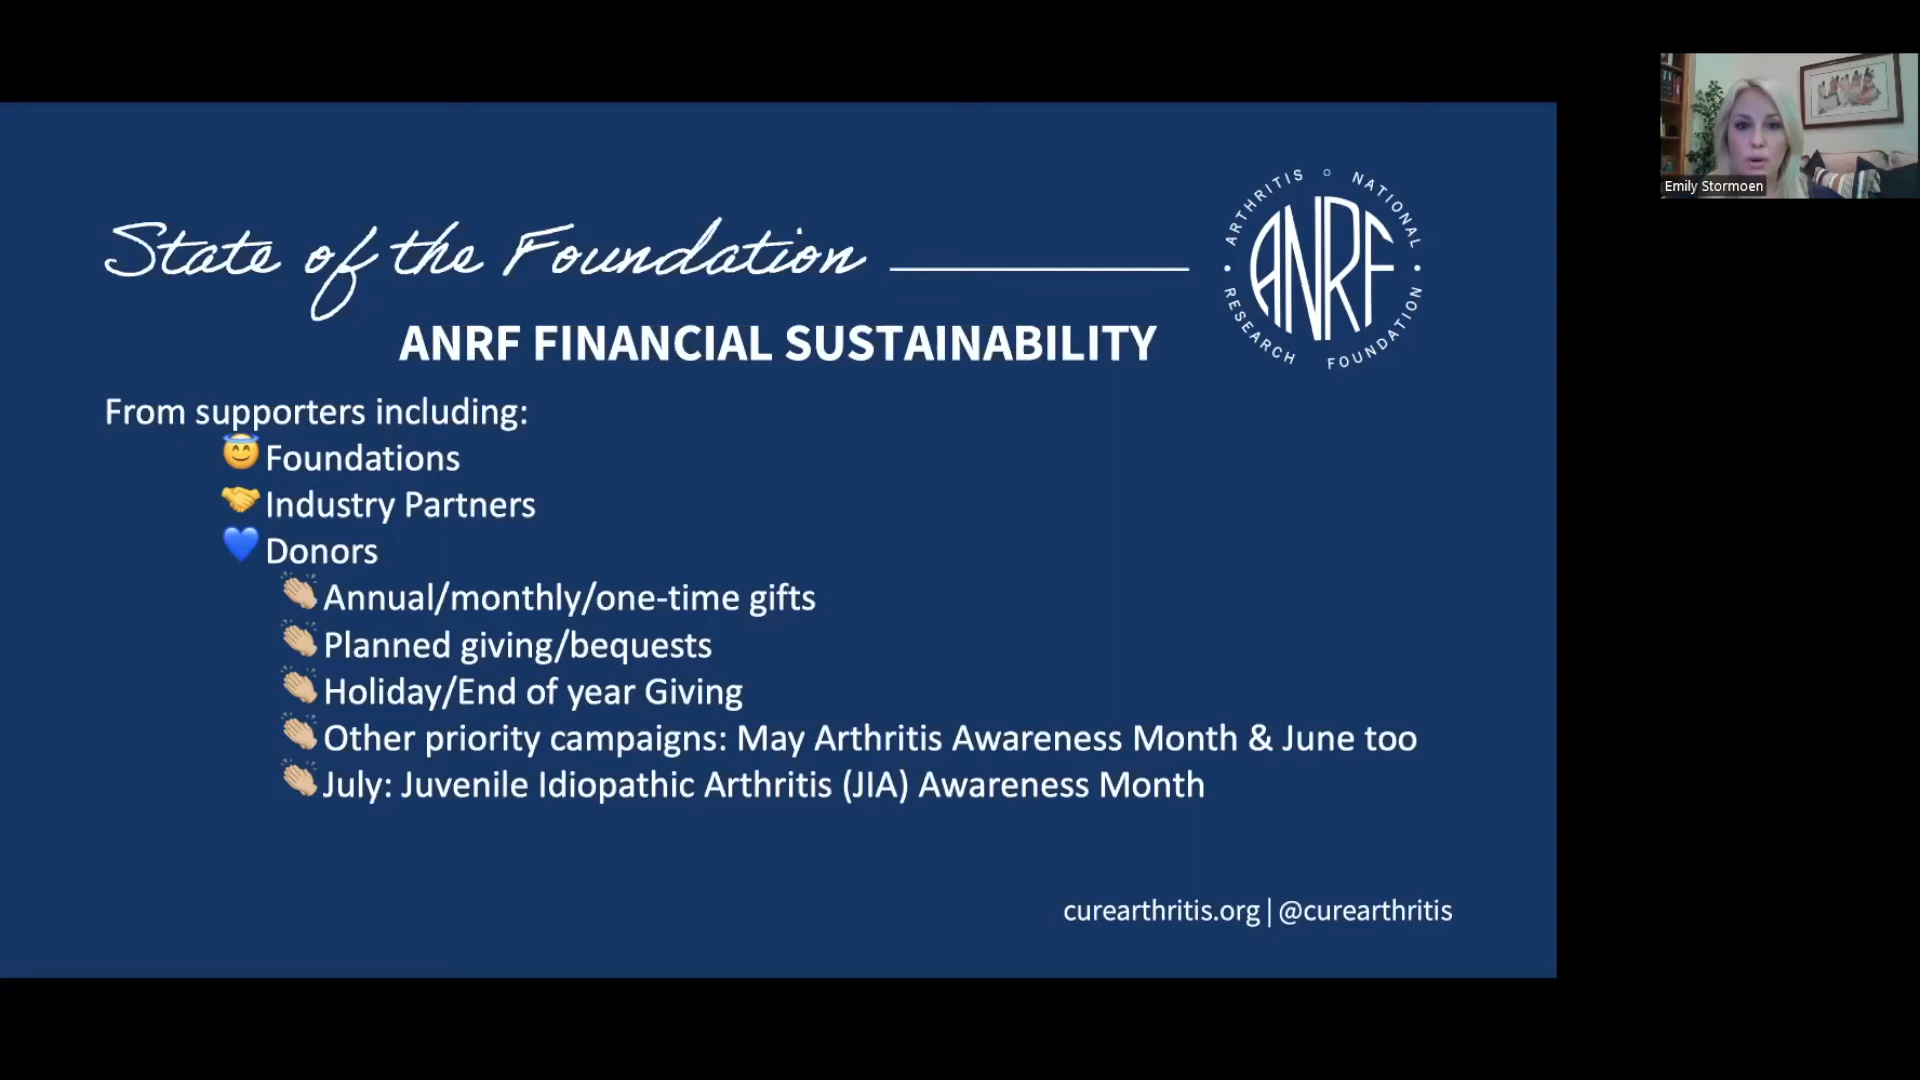 State of the Foundation
ARTHRITIS NATIONAL
RESEARCH FOUNDATION
ANRF
ANRF FINANCIAL SUSTAINABILITY
From supporters including:
Foundations
Industry Partners
Donors
Annual/monthly/one-time gifts
Planned giving/bequests
Holiday/End of year Giving
Other priority campaigns: May Arthritis Awareness Month & June too
July: Juvenile Idiopathic Arthritis (JIA) Awareness Month
curearthritis.org | @curearthritis
Emily Stormoen